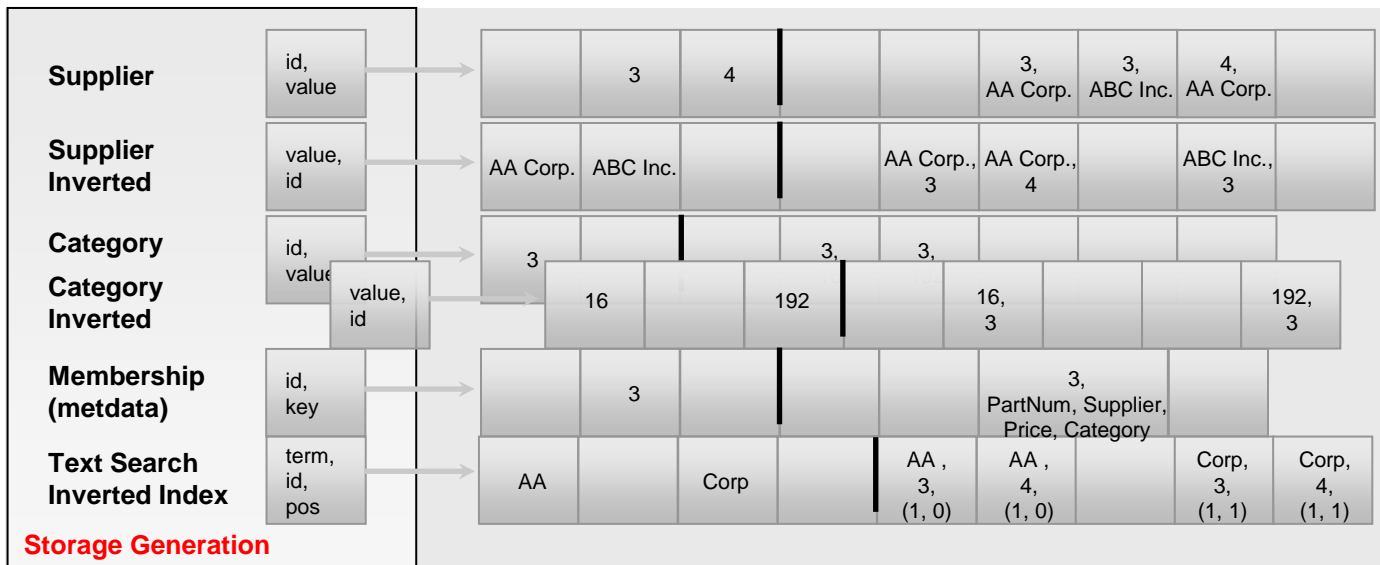 Supplier
id,
value
3
4
3,
AA Corp.
3,
ABC Inc.
4,
AA Corp.
Supplier
Inverted
value,
id
AA Corp.
ABC Inc.
AA Corp.,
3
AA Corp.,
4
ABC Inc.,
3
Category
id,
value
3
3,
3,
Category
Inverted
value,
id
16
192
16,
3
192,
3
Membership
(metdata)
id,
key
3
3,
PartNum, Supplier,
Price, Category
Text Search
Inverted Index
term,
id,
pos
AA
Corp
AA ,
3,
(1, 0)
AA ,
4,
(1, 0)
Corp,
3,
(1, 1)
Corp,
4,
(1, 1)
Storage Generation